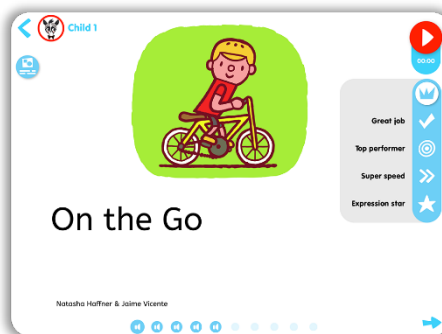 Child 1
00:00
Great job
Top performer
Super speed
Expression star
On the Go
Natasha Haffner & Jaime Vicente